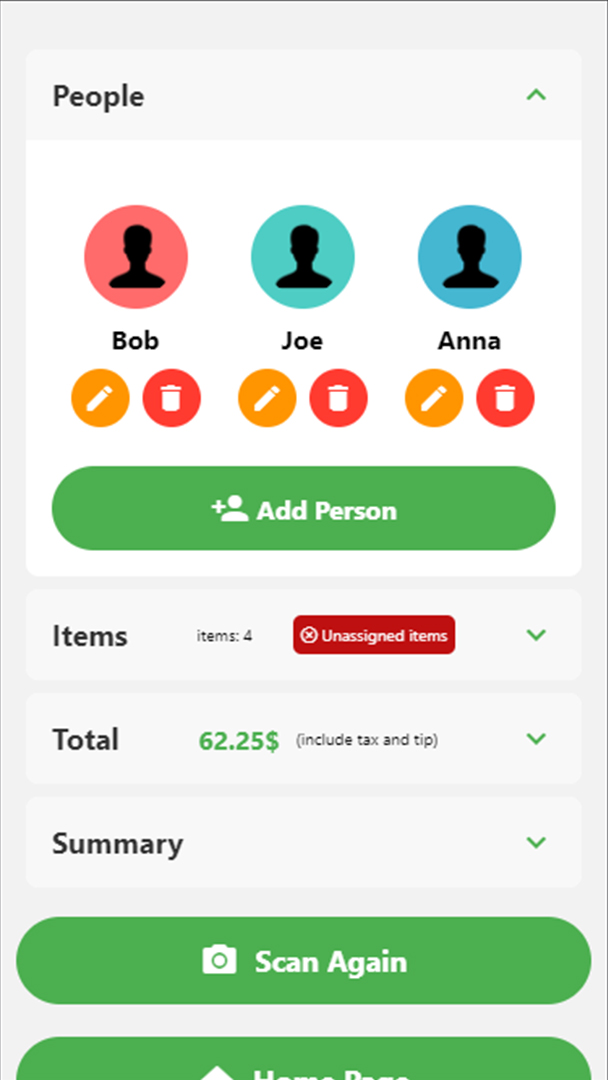 People
Bob Joe Anna
Add Person
Items items: 4 Unassigned items
Total 62.25$ (include tax and tip)
Summary
Scan Again
Home Page